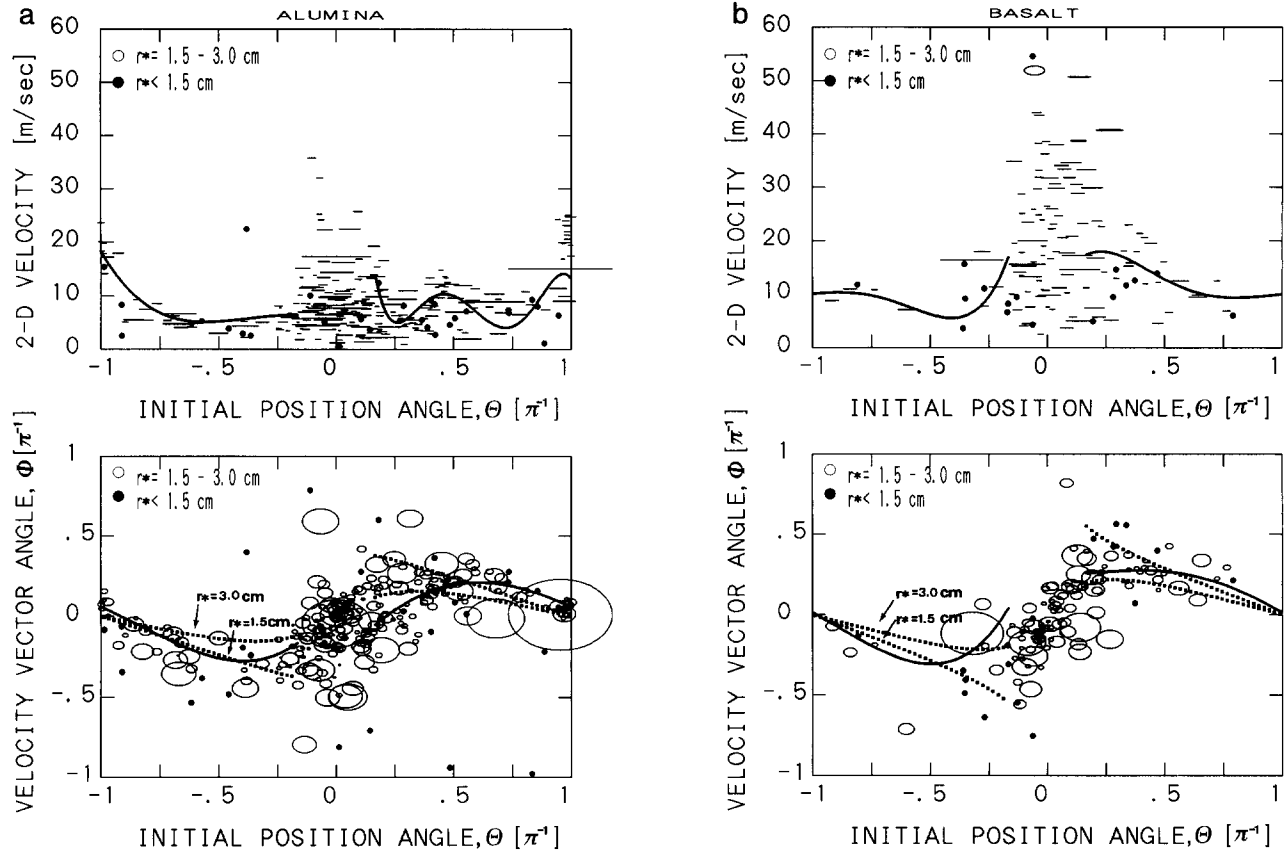 a
ALUMINA
60
50
40
30
20
10
0
2-D VELOCITY [m/sec]
○ r*= 1.5 - 3.0 cm
● r*< 1.5 cm
-1 -.5 0 .5 1
INITIAL POSITION ANGLE, Θ [π⁻¹]
b
BASALT
60
50
40
30
20
10
0
2-D VELOCITY [m/sec]
○ r*= 1.5 - 3.0 cm
● r*< 1.5 cm
-1 -.5 0 .5 1
INITIAL POSITION ANGLE, Θ [π⁻¹]
1
.5
0
-.5
-1
VELOCITY VECTOR ANGLE, Φ [π⁻¹]
○ r*= 1.5 - 3.0 cm
● r*< 1.5 cm
r*= 3.0 cm
r*=1.5cm
-1 -.5 0 .5 1
INITIAL POSITION ANGLE, Θ [π⁻¹]
1
.5
0
-.5
-1
VELOCITY VECTOR ANGLE, Φ [π⁻¹]
○ r*= 1.5 - 3.0 cm
● r*< 1.5 cm
r*=3.0 cm
r*=1.5 cm
-1 -.5 0 .5 1
INITIAL POSITION ANGLE, Θ [π⁻¹]